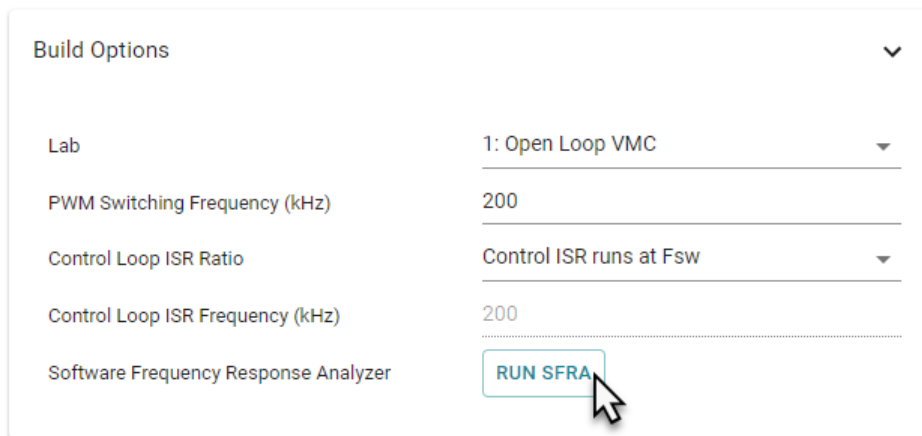 Build Options
Lab 1: Open Loop VMC
PWM Switching Frequency (kHz) 200
Control Loop ISR Ratio Control ISR runs at Fsw
Control Loop ISR Frequency (kHz) 200
Software Frequency Response Analyzer RUN SFRA